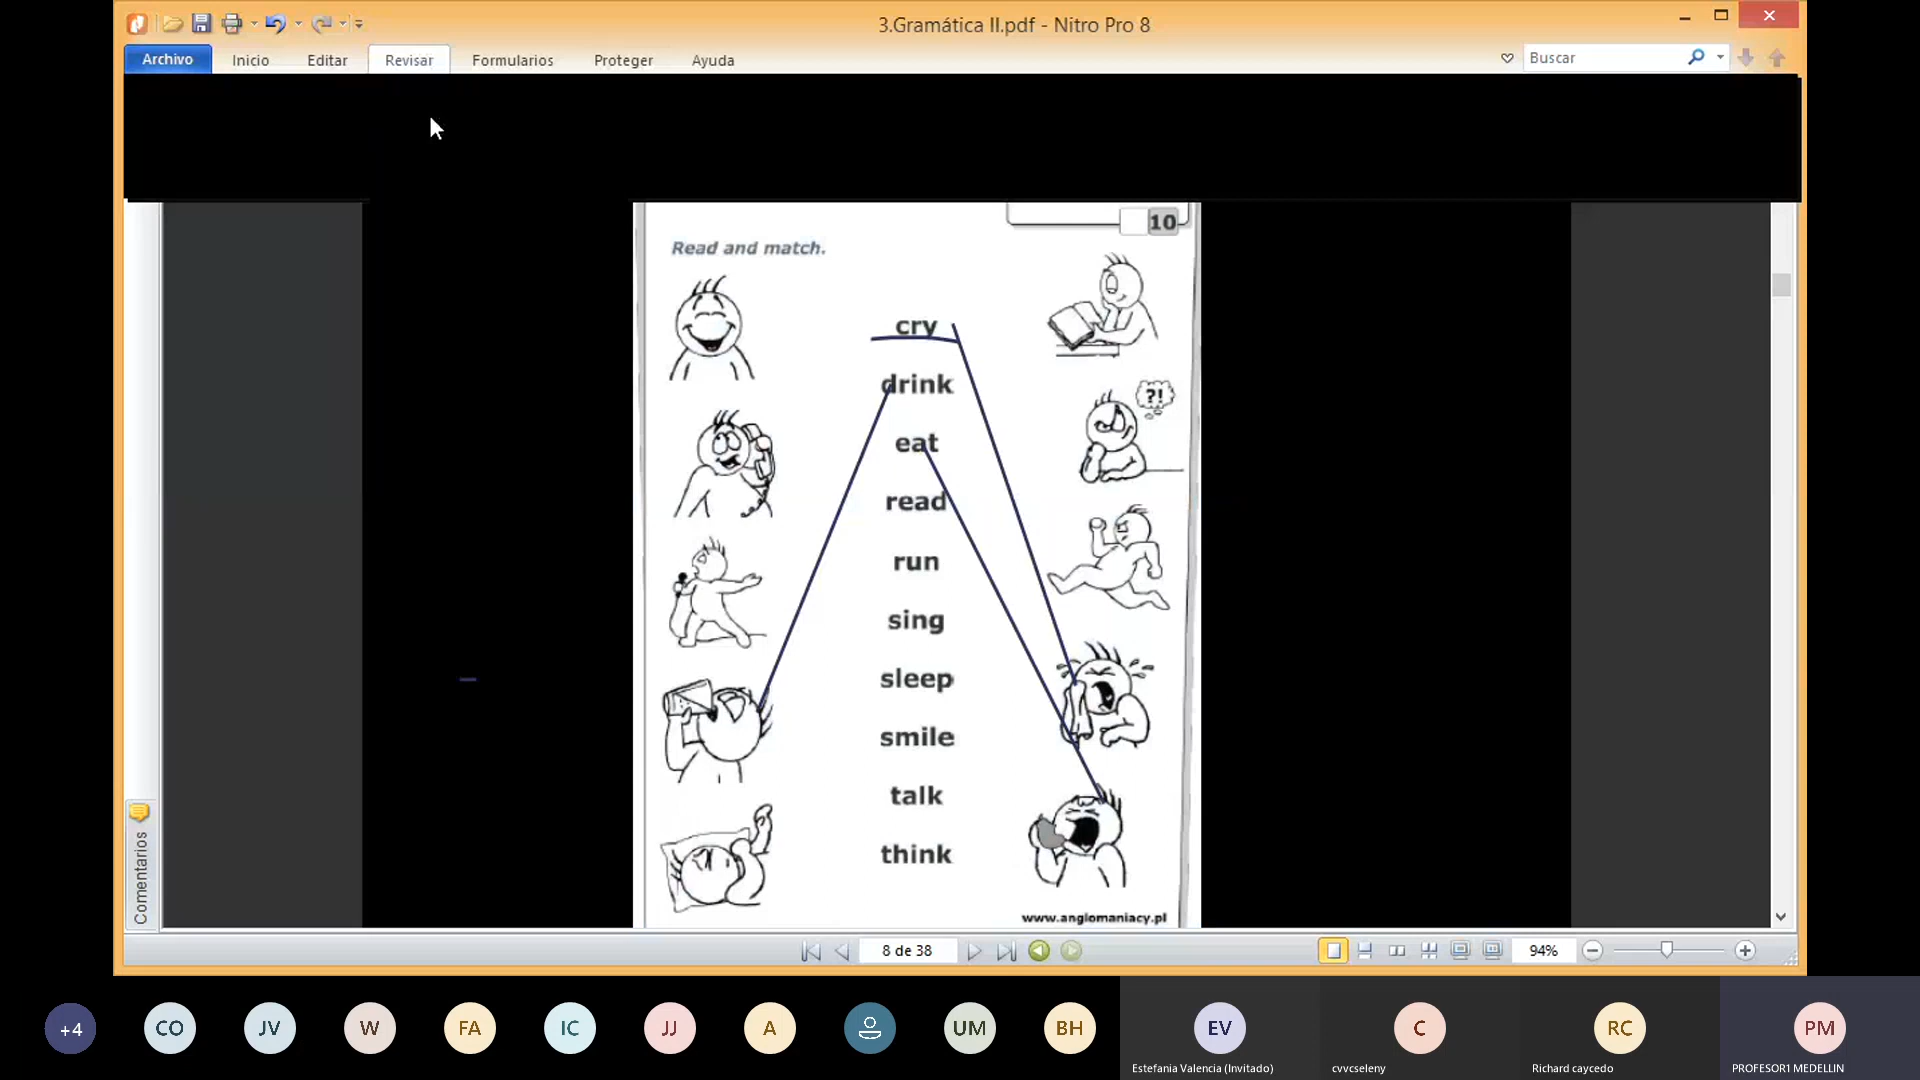 3.Gramática II.pdf - Nitro Pro 8
Archivo Inicio Editar Revisar Formularios Proteger Ayuda Buscar
10
Read and match.
cry
?!
drink
eat
read
run
sing
sleep
smile
talk
think
www.anglomaniacy.pl
Comentarios
8 de 38
94%
+4 CO JV W FA IC JJ A UM BH EV C RC PM
Estefania Valencia (Invitado) cvvcseleny Richard caycedo PROFESOR1 MEDELLIN